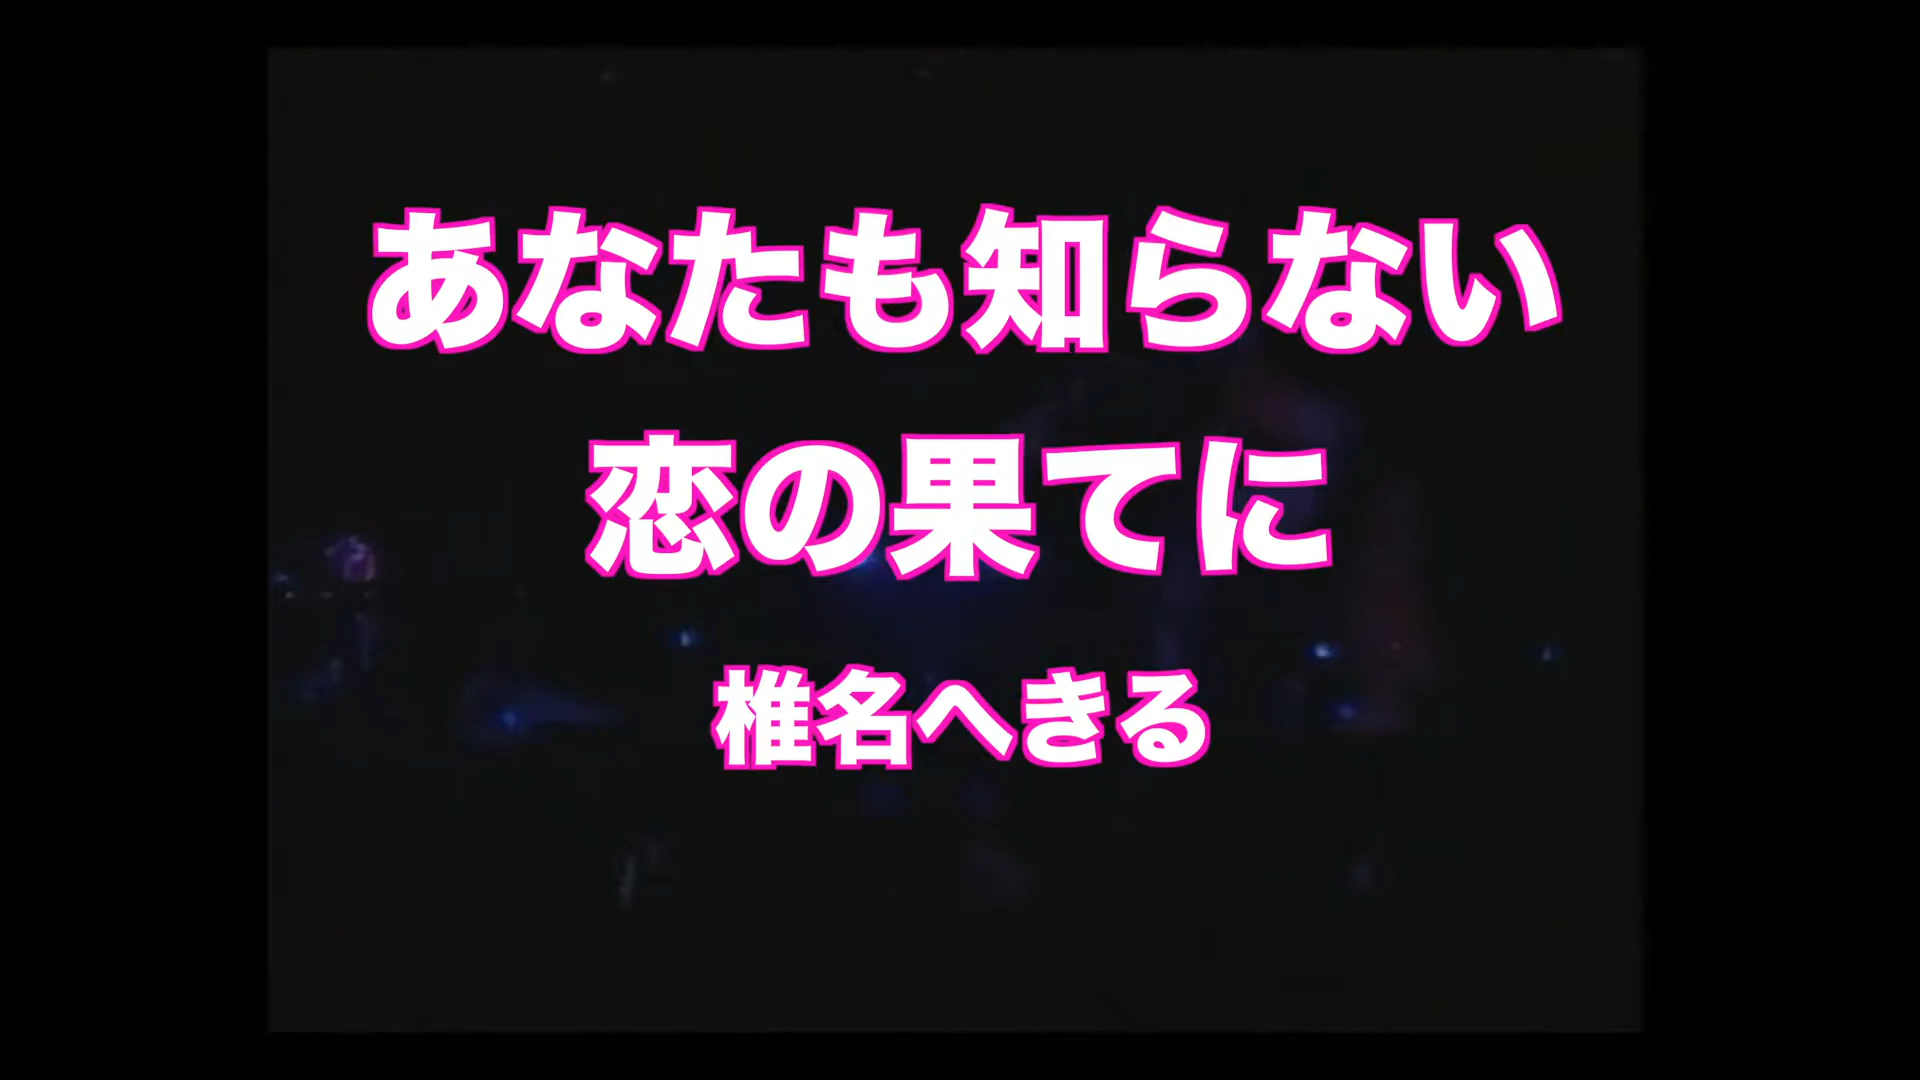 あなたも知らない
恋の果てに
椎名へきる